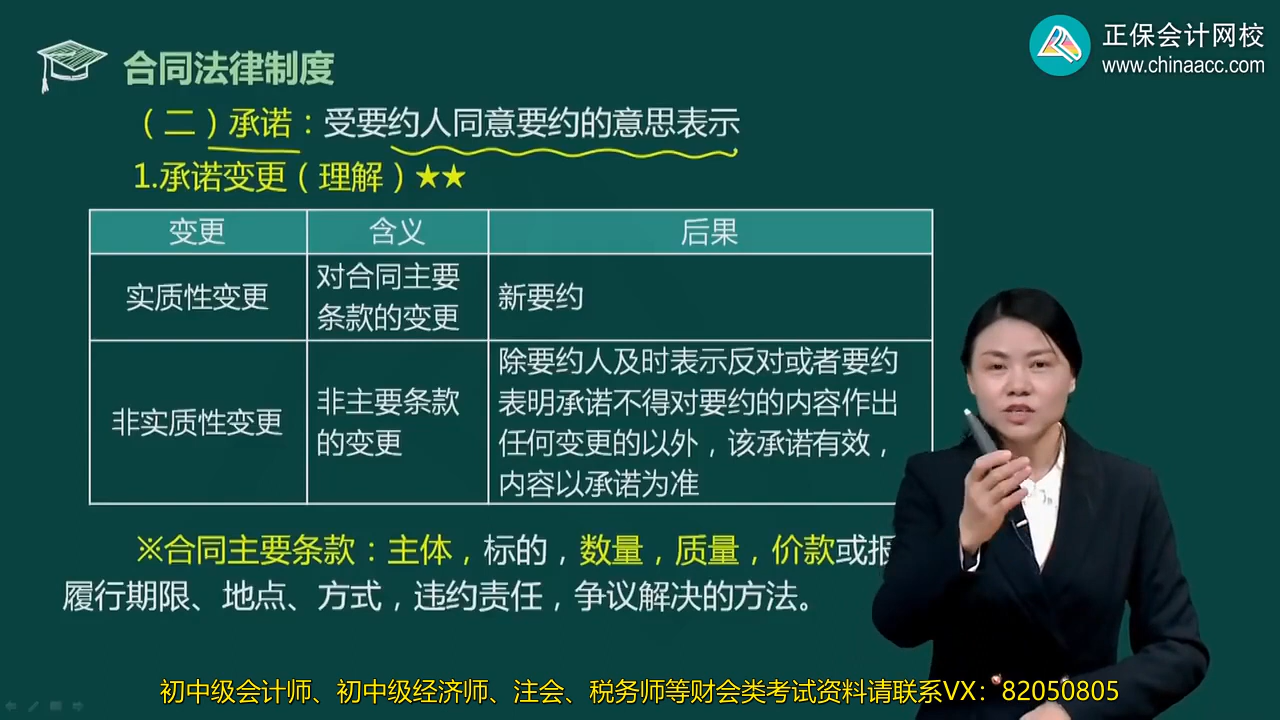 正保会计网校
www.chinaacc.com
合同法律制度
（二）承诺：受要约人同意要约的意思表示
1.承诺变更（理解）★★
变更 含义 后果
实质性变更 对合同主要条款的变更 新要约
非实质性变更 非主要条款的变更 除要约人及时表示反对或者要约表明承诺不得对要约的内容作出任何变更的以外，该承诺有效，内容以承诺为准
※合同主要条款：主体，标的，数量，质量，价款或
履行期限、地点、方式，违约责任，争议解决的方法。
初中级会计师、初中级经济师、注会、税务师等财会类考试资料请联系VX：82050805